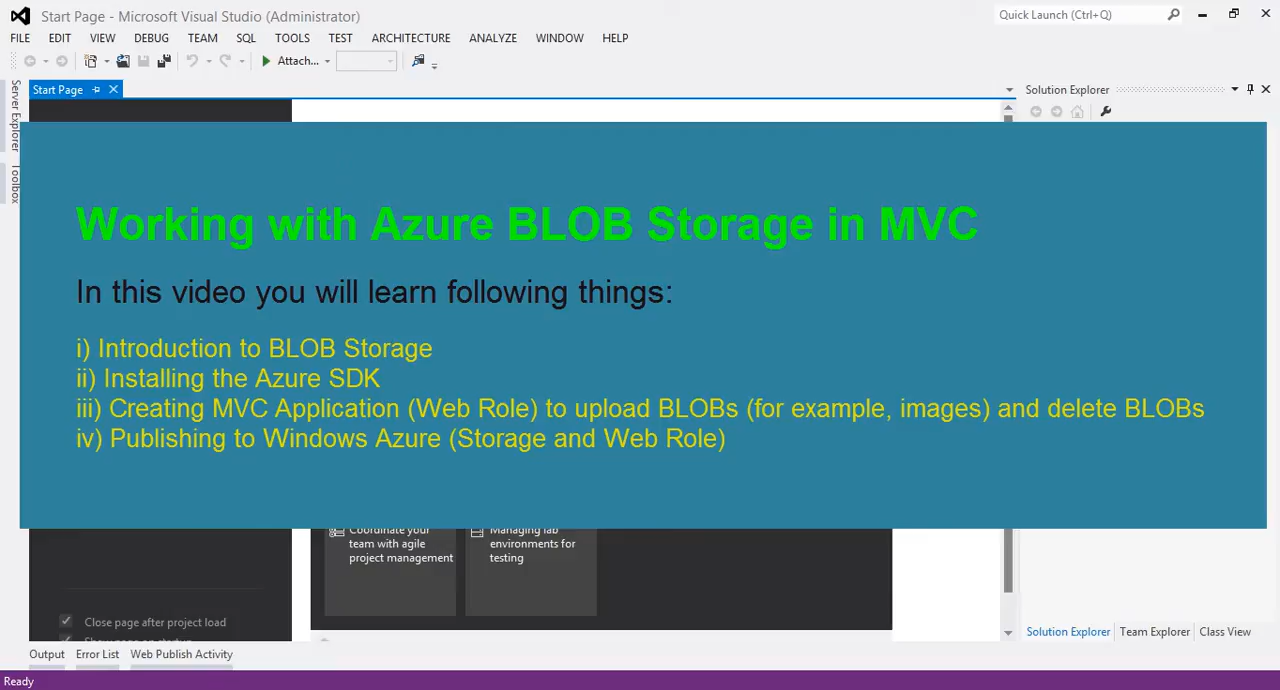 Start Page - Microsoft Visual Studio (Administrator)
Quick Launch (Ctrl+Q)
FILE EDIT VIEW DEBUG TEAM SQL TOOLS TEST ARCHITECTURE ANALYZE WINDOW HELP
Attach...
Server Explorer
Toolbox
Start Page
Solution Explorer
Working with Azure BLOB Storage in MVC
In this video you will learn following things:
i) Introduction to BLOB Storage
ii) Installing the Azure SDK
iii) Creating MVC Application (Web Role) to upload BLOBs (for example, images) and delete BLOBs
iv) Publishing to Windows Azure (Storage and Web Role)
Coordinate your
team with agile
project management
Managing lab
environments for
testing
Close page after project load
Show page on startup
Solution Explorer Team Explorer Class View
Output Error List Web Publish Activity
Ready